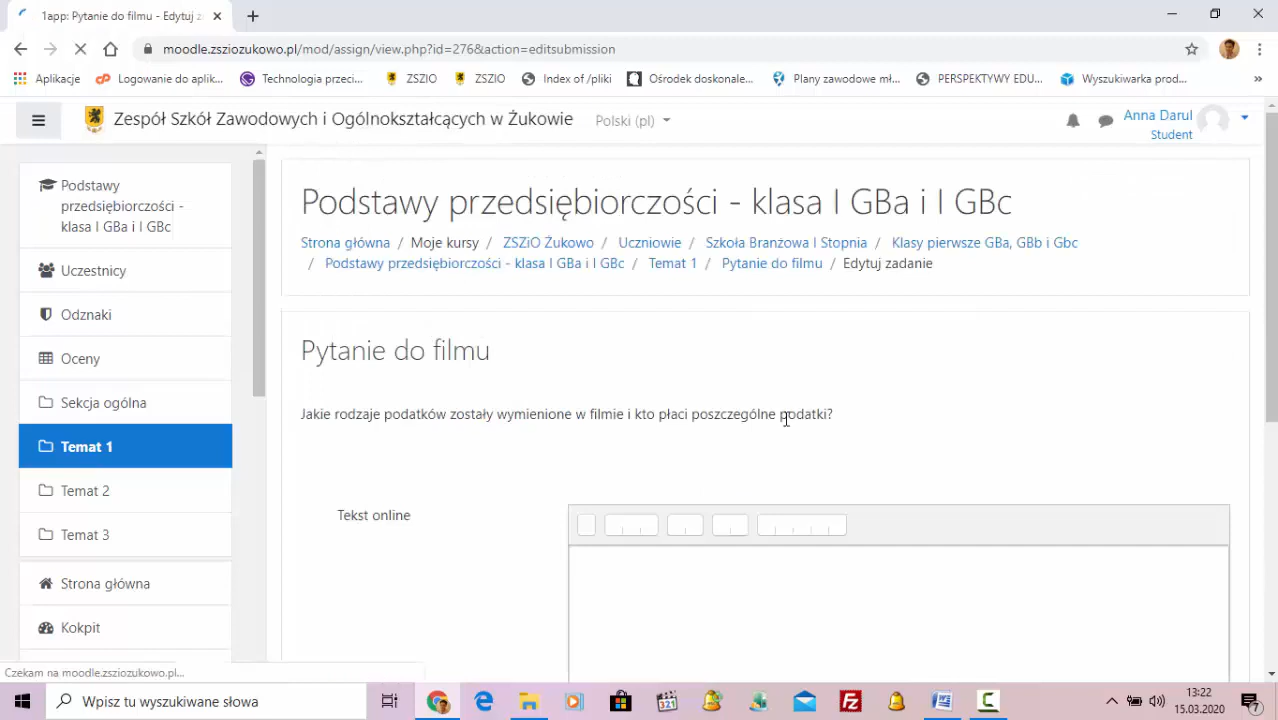 1app: Pytanie do filmu - Edytuj z
moodle.zsziozukowo.pl/mod/assign/view.php?id=276&action=editsubmission
Aplikacje Logowanie do aplik... Technologia przeci... ZSZIO ZSZIO Index of /pliki Ośrodek doskonale... Plany zawodowe mł... PERSPEKTYWY EDU... Wyszukiwarka prod... »
Zespół Szkół Zawodowych i Ogólnokształcących w Żukowie Polski (pl) Anna Darul
Student
Podstawy
przedsiębiorczości -
klasa I GBa i I GBc
Uczestnicy
Odznaki
Oceny
Sekcja ogólna
Temat 1
Temat 2
Temat 3
Strona główna
Kokpit
Podstawy przedsiębiorczości - klasa I GBa i I GBc
Strona główna / Moje kursy / ZSZiO Żukowo / Uczniowie / Szkoła Branżowa I Stopnia / Klasy pierwsze GBa, GBb i Gbc
/ Podstawy przedsiębiorczości - klasa I GBa i I GBc / Temat 1 / Pytanie do filmu / Edytuj zadanie
Pytanie do filmu
Jakie rodzaje podatków zostały wymienione w filmie i kto płaci poszczególne podatki?
Tekst online
Czekam na moodle.zsziozukowo.pl...
Wpisz tu wyszukiwane słowa
321
13:22
15.03.2020
7